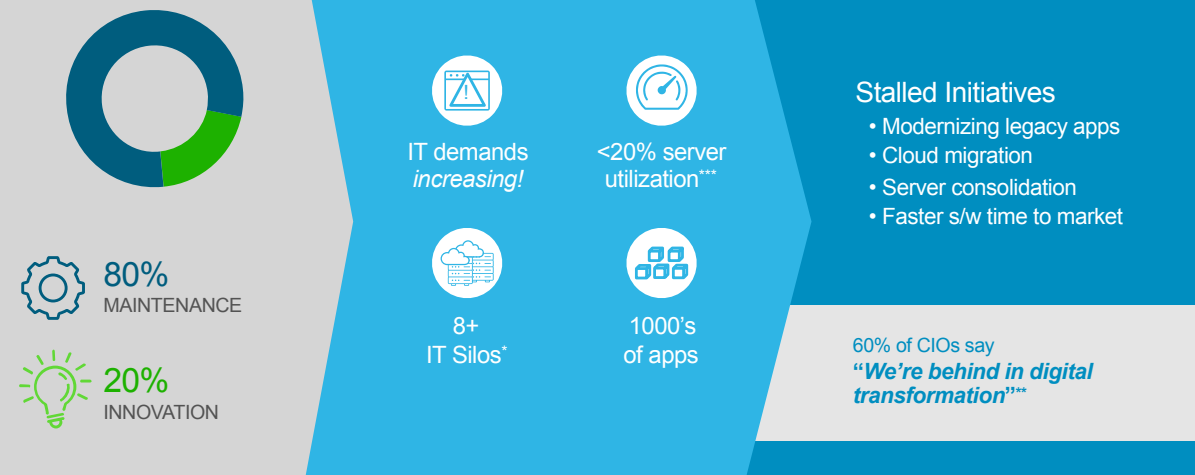 80%
MAINTENANCE
20%
INNOVATION
IT demands
increasing!
<20% server
utilization***
8+
IT Silos*
1000's
of apps
Stalled Initiatives
• Modernizing legacy apps
• Cloud migration
• Server consolidation
• Faster s/w time to market
60% of CIOs say
“We're behind in digital
transformation”**